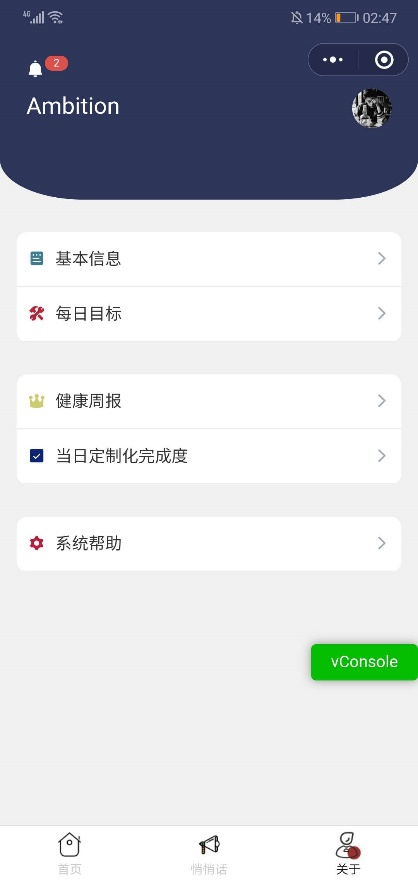 4G 14% 02:47
2
Ambition
基本信息
每日目标
健康周报
当日定制化完成度
系统帮助
vConsole
首页 悄悄话 关于